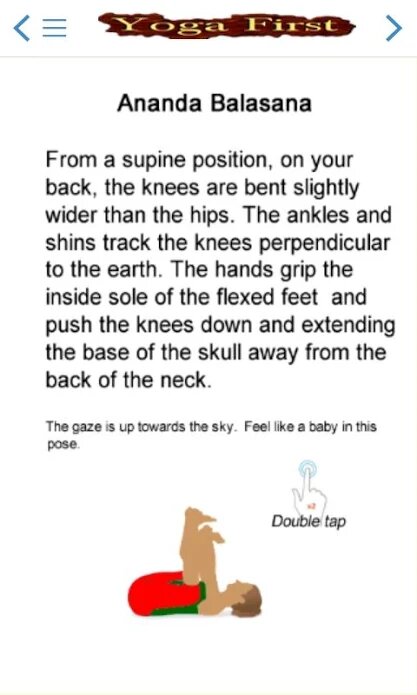 Yoga First
Ananda Balasana
From a supine position, on your
back, the knees are bent slightly
wider than the hips. The ankles and
shins track the knees perpendicular
to the earth. The hands grip the
inside sole of the flexed feet  and
push the knees down and extending
the base of the skull away from the
back of the neck.
The gaze is up towards the sky.  Feel like a baby in this
pose.
x2
Double tap